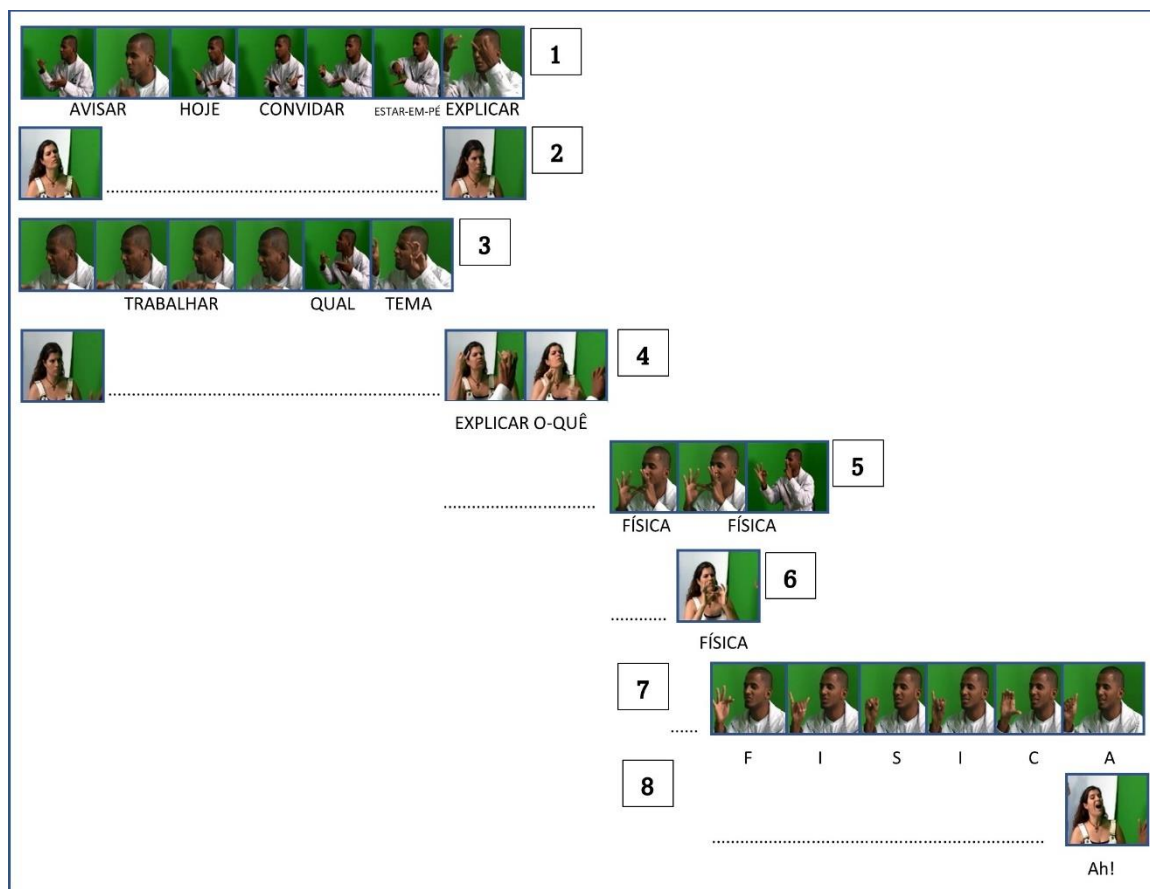 1
AVISAR HOJE CONVIDAR ESTAR-EM-PÉ EXPLICAR
2
3
TRABALHAR QUAL TEMA
4
EXPLICAR O-QUÊ
5
FÍSICA FÍSICA
6
FÍSICA
7
F I S I C A
8
Ah!